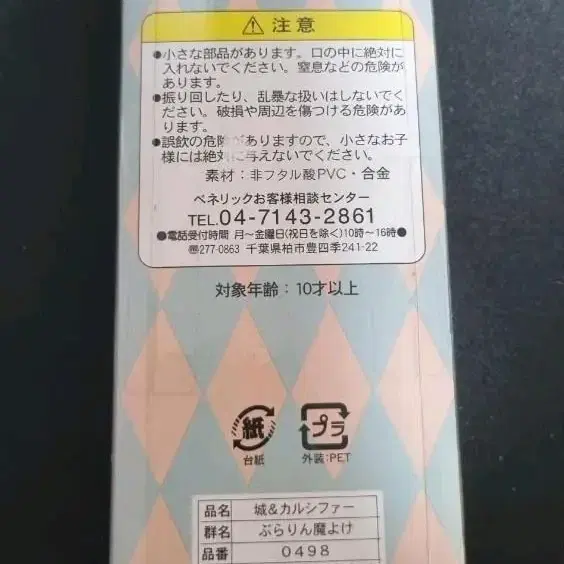 ⚠ 注意
●小さな部品があります。口の中に絶対に
入れないでください。窒息などの危険が
あります。
●振り回したり、乱暴な扱いはしないでく
ださい。破損や周辺を傷つける危険があ
ります。
●誤飲の危険がありますので、小さなお子
様には絶対に与えないでください。
素材：非フタル酸PVC・合金
ベネリックお客様相談センター
TEL.04-7143-2861
●電話受付時間 月～金曜日(祝日を除く)10時～16時●
〠277-0863 千葉県柏市豊四季241-22
対象年齢：10才以上
紙 プラ
台紙 外装：PET
品名 城&カルシファー
群名 ぶらりん魔よけ
品番 0498